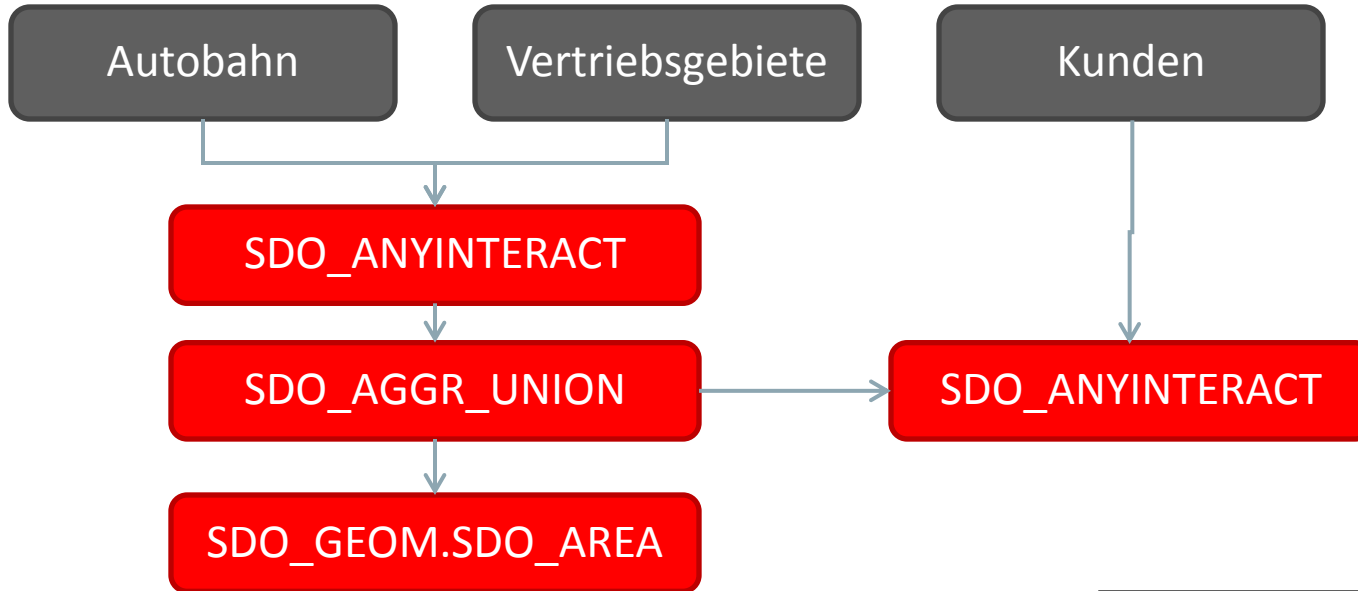 Autobahn
Vertriebsgebiete
Kunden
SDO_ANYINTERACT
SDO_AGGR_UNION
SDO_ANYINTERACT
SDO_GEOM.SDO_AREA